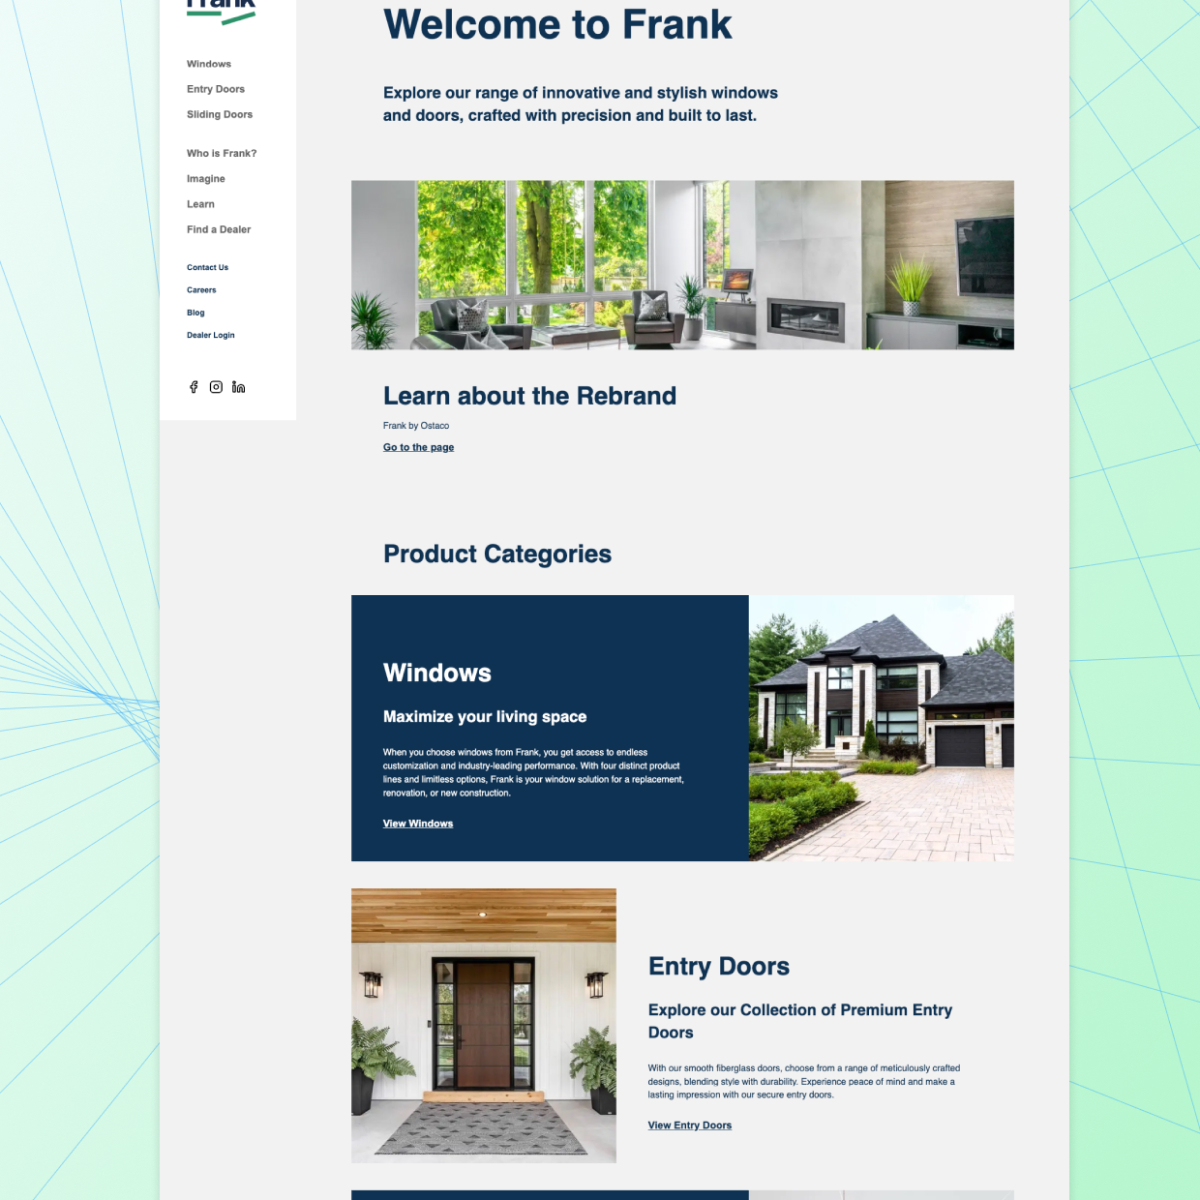 Frank
Windows
Entry Doors
Sliding Doors
Who is Frank?
Imagine
Learn
Find a Dealer
Contact Us
Careers
Blog
Dealer Login
Welcome to Frank
Explore our range of innovative and stylish windows
and doors, crafted with precision and built to last.
Learn about the Rebrand
Frank by Ostaco
Go to the page
Product Categories
Windows
Maximize your living space
When you choose windows from Frank, you get access to endless
customization and industry-leading performance. With four distinct product
lines and limitless options, Frank is your window solution for a replacement,
renovation, or new construction.
View Windows
Entry Doors
Explore our Collection of Premium Entry
Doors
With our smooth fiberglass doors, choose from a range of meticulously crafted
designs, blending style with durability. Experience peace of mind and make a
lasting impression with our secure entry doors.
View Entry Doors